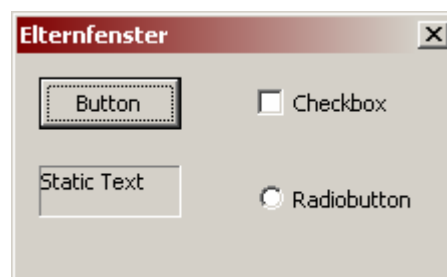 Elternfenster
Button
Checkbox
Static Text
Radiobutton